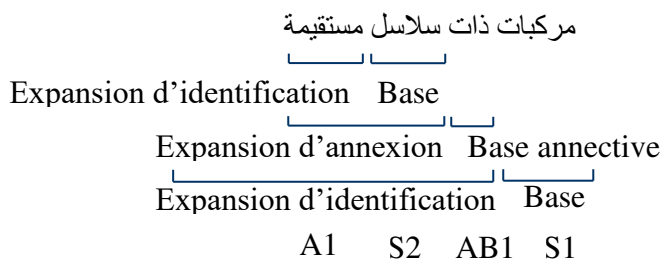 مركبات ذات سلاسل مستقيمة
Expansion d'identification Base
Expansion d'annexion Base annective
Expansion d'identification Base
A1 S2 AB1 S1